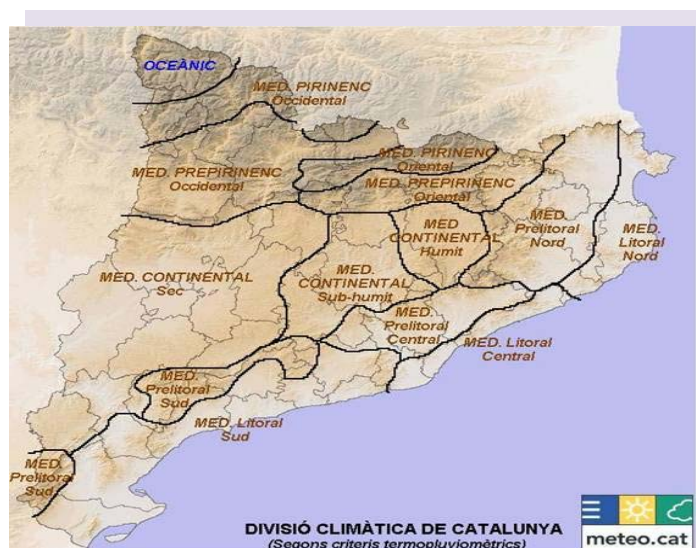 OCEÀNIC
MED. PIRINENC
Occidental
MED. PIRINENC
Oriental
MED. PREPIRINENC
Occidental
MED. PREPIRINENC
Oriental
MED.
Prelitoral
Nord
MED.
Litoral
Nord
MED
CONTINENTAL
Humit
MED. CONTINENTAL
Sec
MED.
CONTINENTAL
Sub-humit
MED.
Prelitoral
Central
MED. Litoral
Central
MED.
Prelitoral
Sud
MED. Litoral
Sud
MED.
Prelitoral
Sud
DIVISIÓ CLIMÀTICA DE CATALUNYA
(Segons criteris termopluviomètrics)
meteo.cat